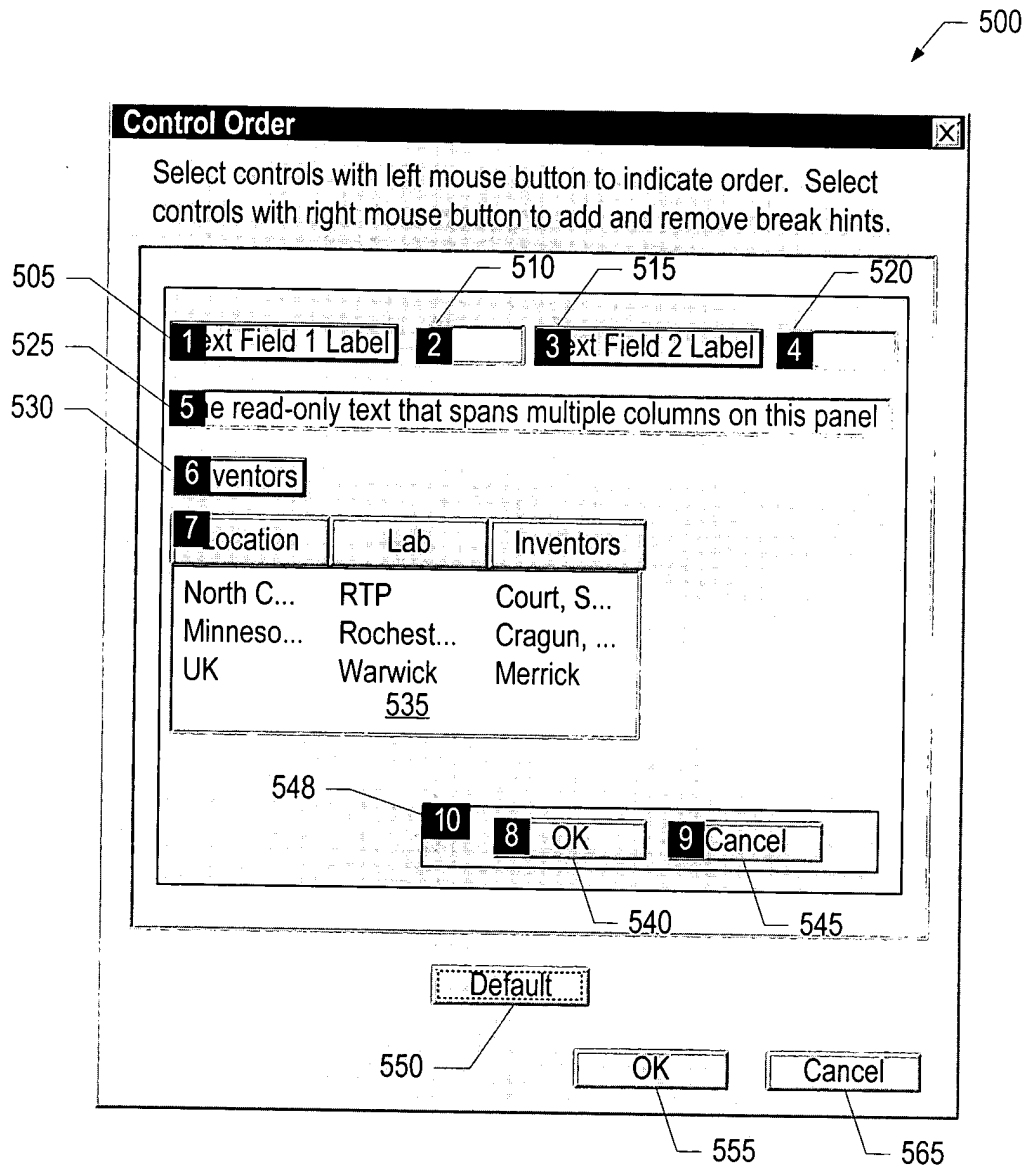 500
Control Order
Select controls with left mouse button to indicate order. Select
controls with right mouse button to add and remove break hints.
505
510
515
520
1 ext Field 1 Label
2
3 ext Field 2 Label
4
525
5 e read-only text that spans multiple columns on this panel
530
6 ventors
7 Location Lab Inventors
North C... RTP Court, S...
Minneso... Rochest... Cragun, ...
UK Warwick Merrick
535
548
10
8 OK
9 Cancel
540
545
Default
550
OK Cancel
555
565